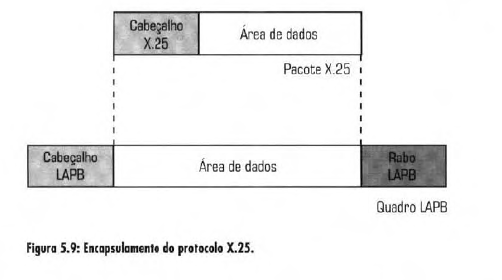 Cabeçalho
X.25
Área de dados
Pacote X.25
Cabeçalho
LAPB
Área de dados
Rabo
LAPB
Quadro LAPB
Figura 5.9: Encapsulamento do protocolo X.25.